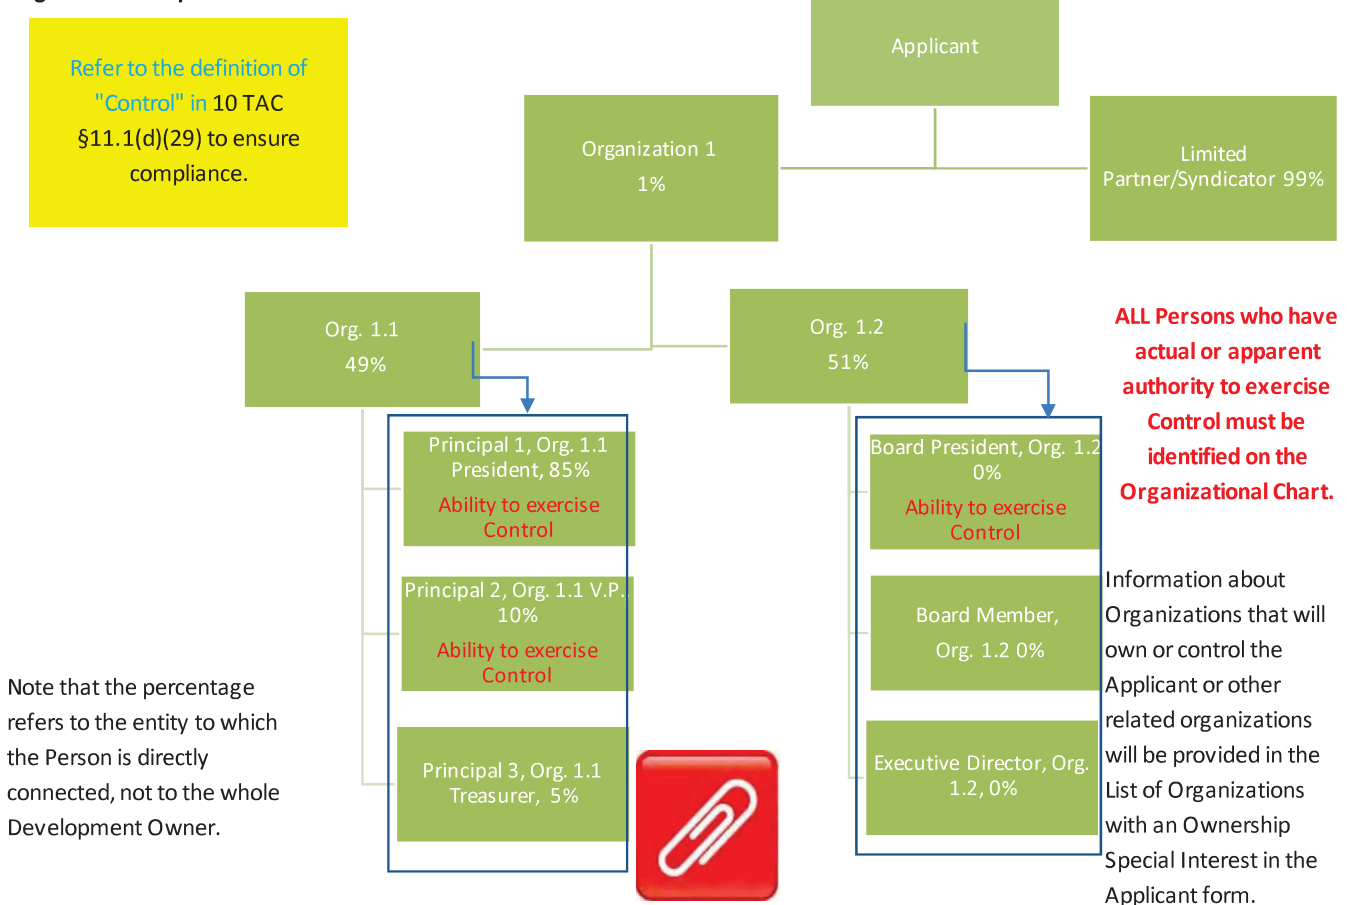 Refer to the definition of
"Control" in 10 TAC
§11.1(d)(29) to ensure
compliance.
Applicant
Organization 1
1%
Limited
Partner/Syndicator 99%
Org. 1.1
49%
Org. 1.2
51%
ALL Persons who have
actual or apparent
authority to exercise
Control must be
identified on the
Organizational Chart.
Principal 1, Org. 1.1
President, 85%
Ability to exercise
Control
Board President, Org. 1.2
0%
Ability to exercise
Control
Principal 2, Org. 1.1 V.P.,
10%
Ability to exercise
Control
Board Member,
Org. 1.2 0%
Principal 3, Org. 1.1
Treasurer, 5%
Executive Director, Org.
1.2, 0%
Note that the percentage
refers to the entity to which
the Person is directly
connected, not to the whole
Development Owner.
Information about
Organizations that will
own or control the
Applicant or other
related organizations
will be provided in the
List of Organizations
with an Ownership
Special Interest in the
Applicant form.